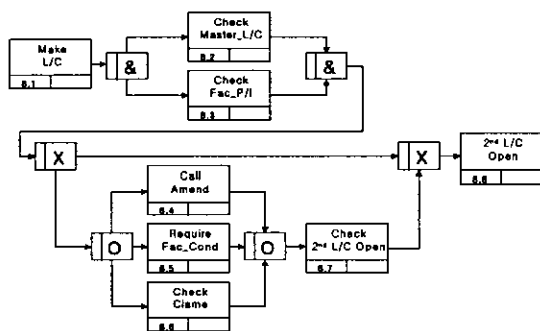 Check
Master_L/C
6.2
Make
L/C
6.1
&
&
Check
Fac_P/I
6.3
X
X
2nd L/C
Open
6.8
Call
Amend
6.4
O
Require
Fac_Cond
6.5
O
Check
2nd L/C Open
6.7
Check
Clame
6.6